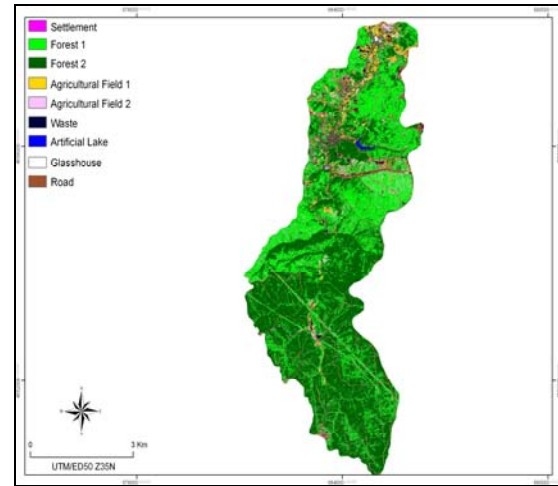 Settlement
Forest 1
Forest 2
Agricultural Field 1
Agricultural Field 2
Waste
Artificial Lake
Glasshouse
Road
0 3 Km
UTM/ED50 Z35N